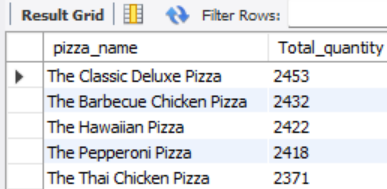 Result Grid Filter Rows:
pizza_name Total_quantity
The Classic Deluxe Pizza 2453
The Barbecue Chicken Pizza 2432
The Hawaiian Pizza 2422
The Pepperoni Pizza 2418
The Thai Chicken Pizza 2371